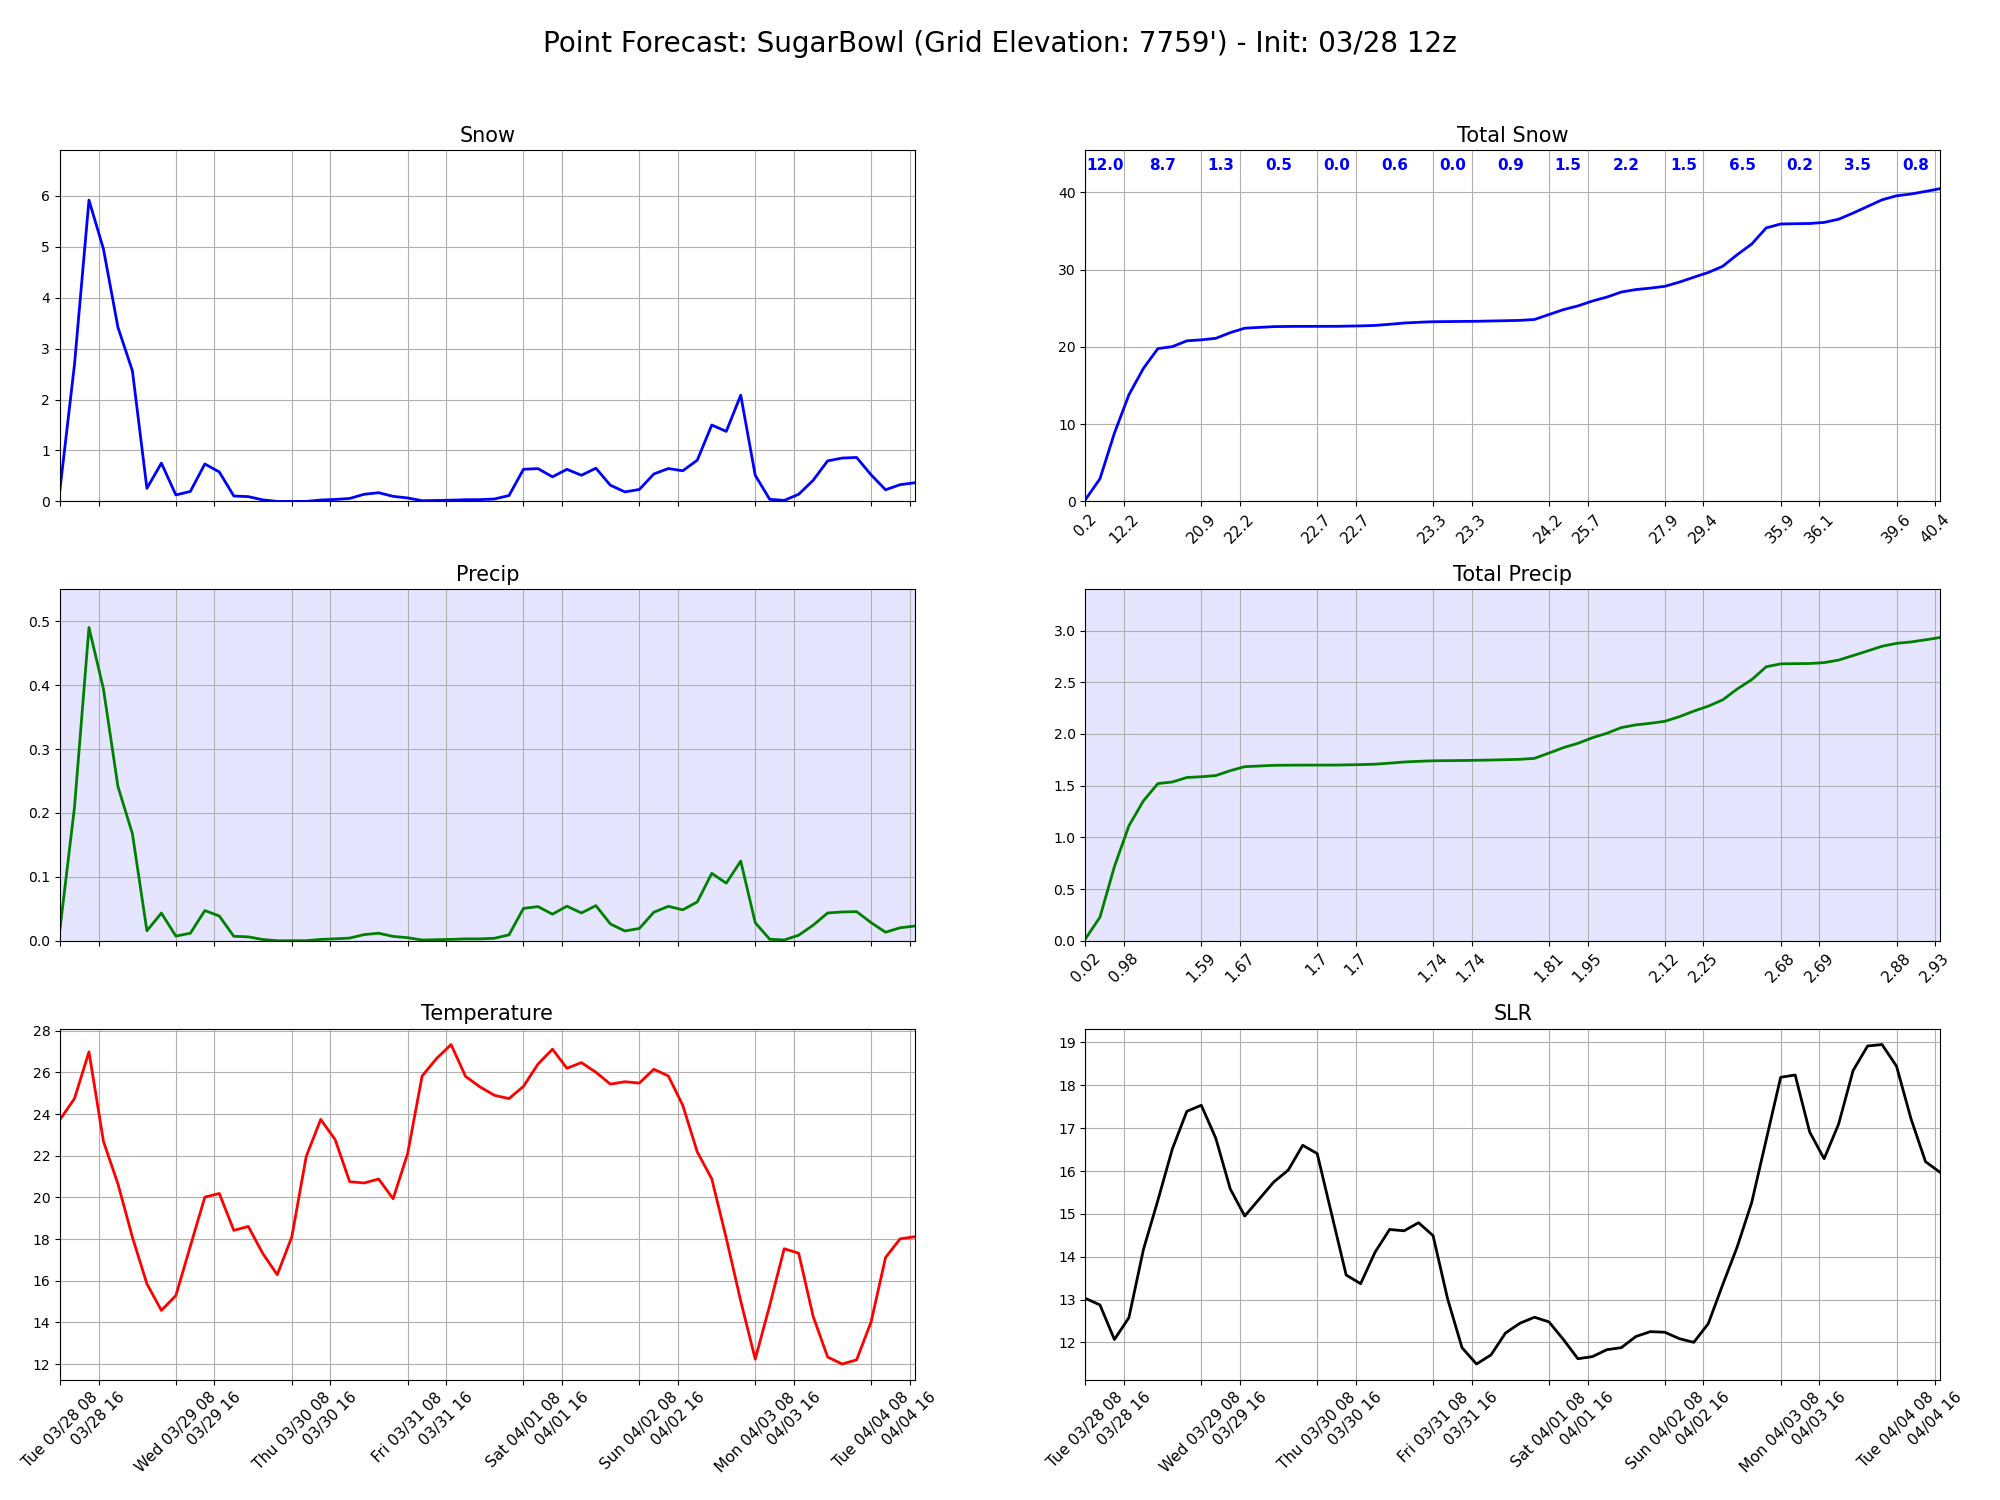 Point Forecast: SugarBowl (Grid Elevation: 7759') - Init: 03/28 12z
Snow
6
5
4
3
2
1
0
Total Snow
12.0 8.7 1.3 0.5 0.0 0.6 0.0 0.9 1.5 2.2 1.5 6.5 0.2 3.5 0.8
40
30
20
10
0
0.2 12.2 20.9 22.2 22.7 22.7 23.3 23.3 24.2 25.7 27.9 29.4 35.9 36.1 39.6 40.4
Precip
0.5
0.4
0.3
0.2
0.1
0.0
Total Precip
3.0
2.5
2.0
1.5
1.0
0.5
0.0
0.02 0.98 1.59 1.67 1.7 1.7 1.74 1.74 1.81 1.95 2.12 2.25 2.68 2.69 2.88 2.93
Temperature
28
26
24
22
20
18
16
14
12
Tue 03/28 08
03/28 16
Wed 03/29 08
03/29 16
Thu 03/30 08
03/30 16
Fri 03/31 08
03/31 16
Sat 04/01 08
04/01 16
Sun 04/02 08
04/02 16
Mon 04/03 08
04/03 16
Tue 04/04 08
04/04 16
SLR
19
18
17
16
15
14
13
12
Tue 03/28 08
03/28 16
Wed 03/29 08
03/29 16
Thu 03/30 08
03/30 16
Fri 03/31 08
03/31 16
Sat 04/01 08
04/01 16
Sun 04/02 08
04/02 16
Mon 04/03 08
04/03 16
Tue 04/04 08
04/04 16